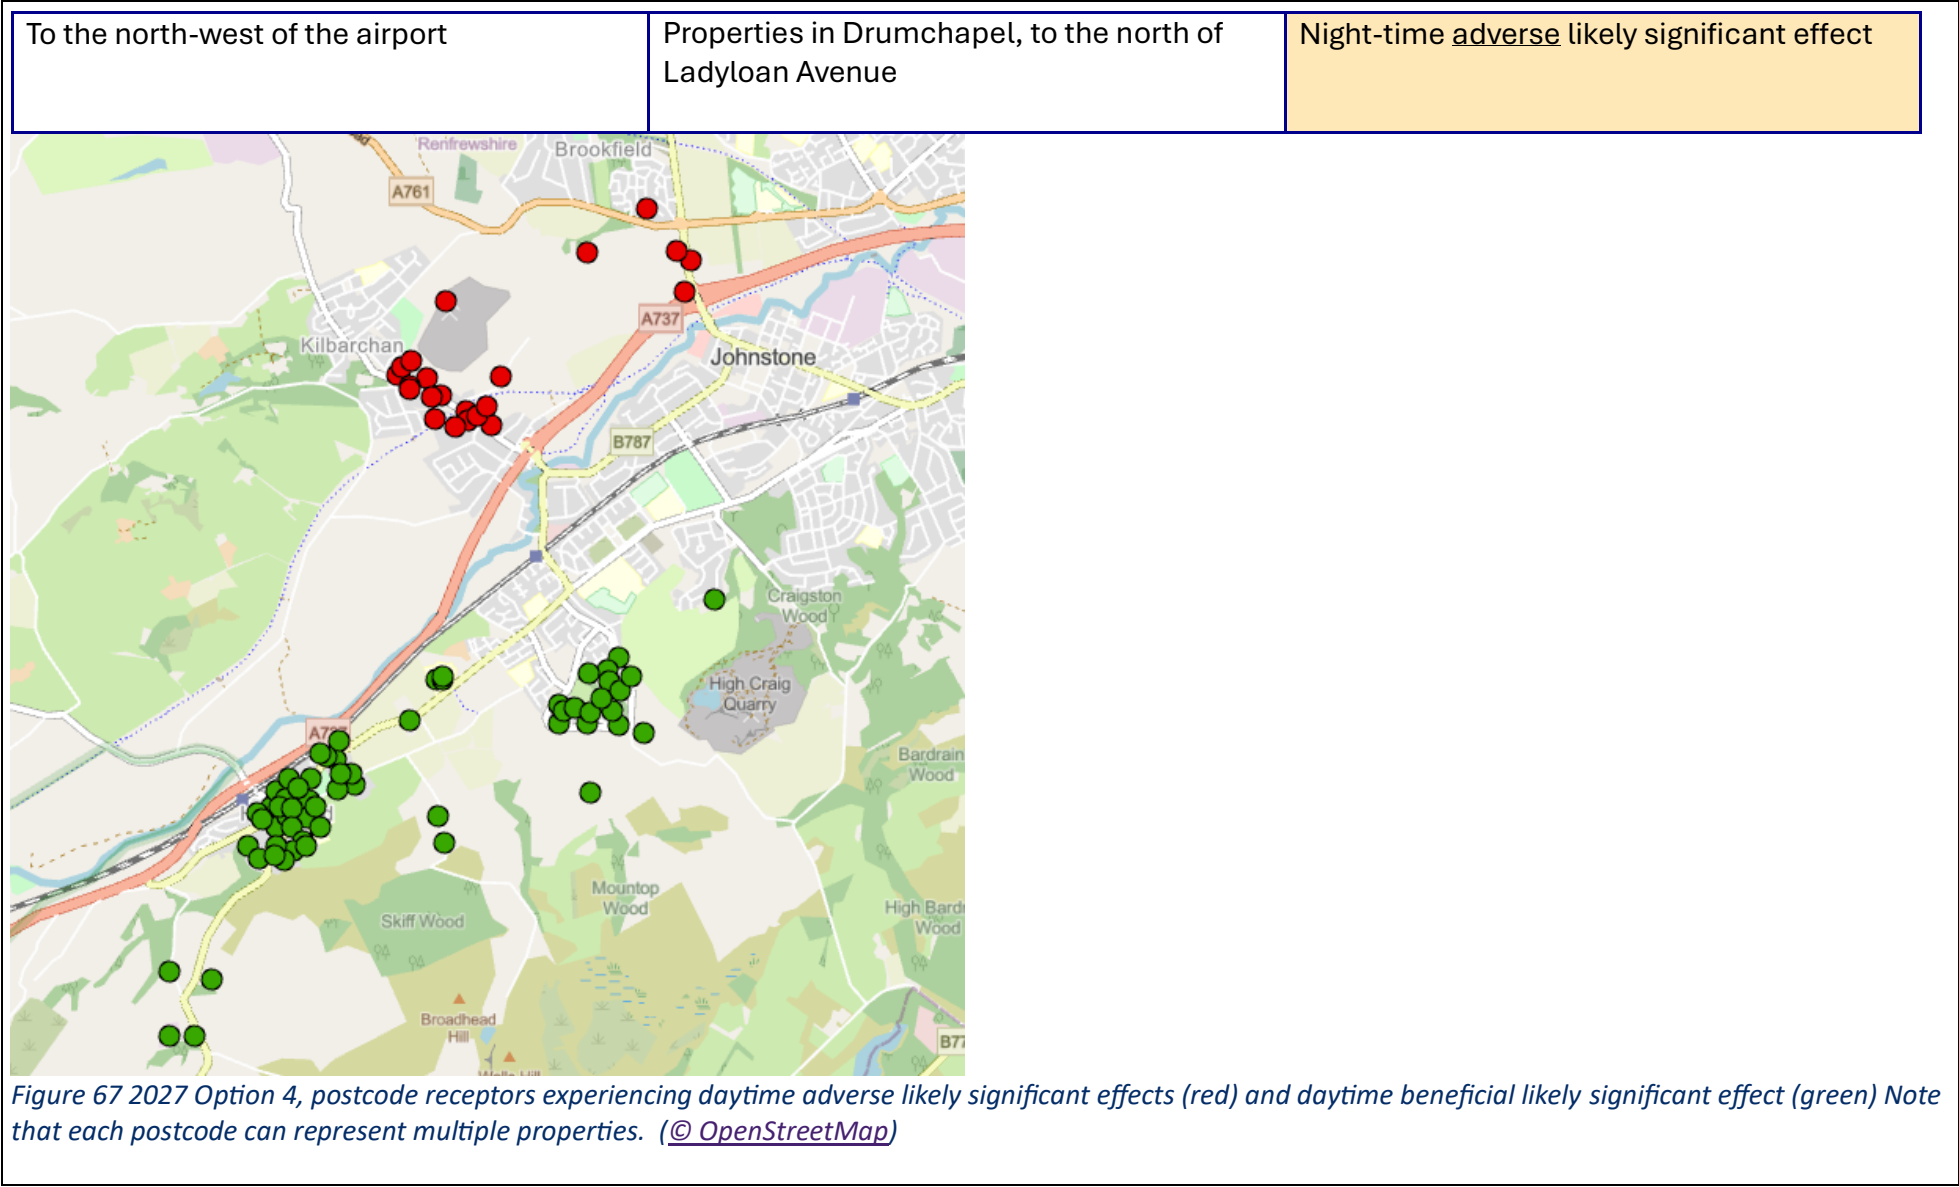 To the north-west of the airport
Properties in Drumchapel, to the north of
Ladyloan Avenue
Night-time adverse likely significant effect
Renfrewshire
Brookfield
A761
A737
Kilbarchan
Johnstone
B787
Craigston
Wood
High Craig
Quarry
A737
Bardrain
Wood
Mountop
Wood
Skiff Wood
High Bard
Wood
Broadhead
Hill
B77
Figure 67 2027 Option 4, postcode receptors experiencing daytime adverse likely significant effects (red) and daytime beneficial likely significant effect (green) Note
that each postcode can represent multiple properties. (© OpenStreetMap)